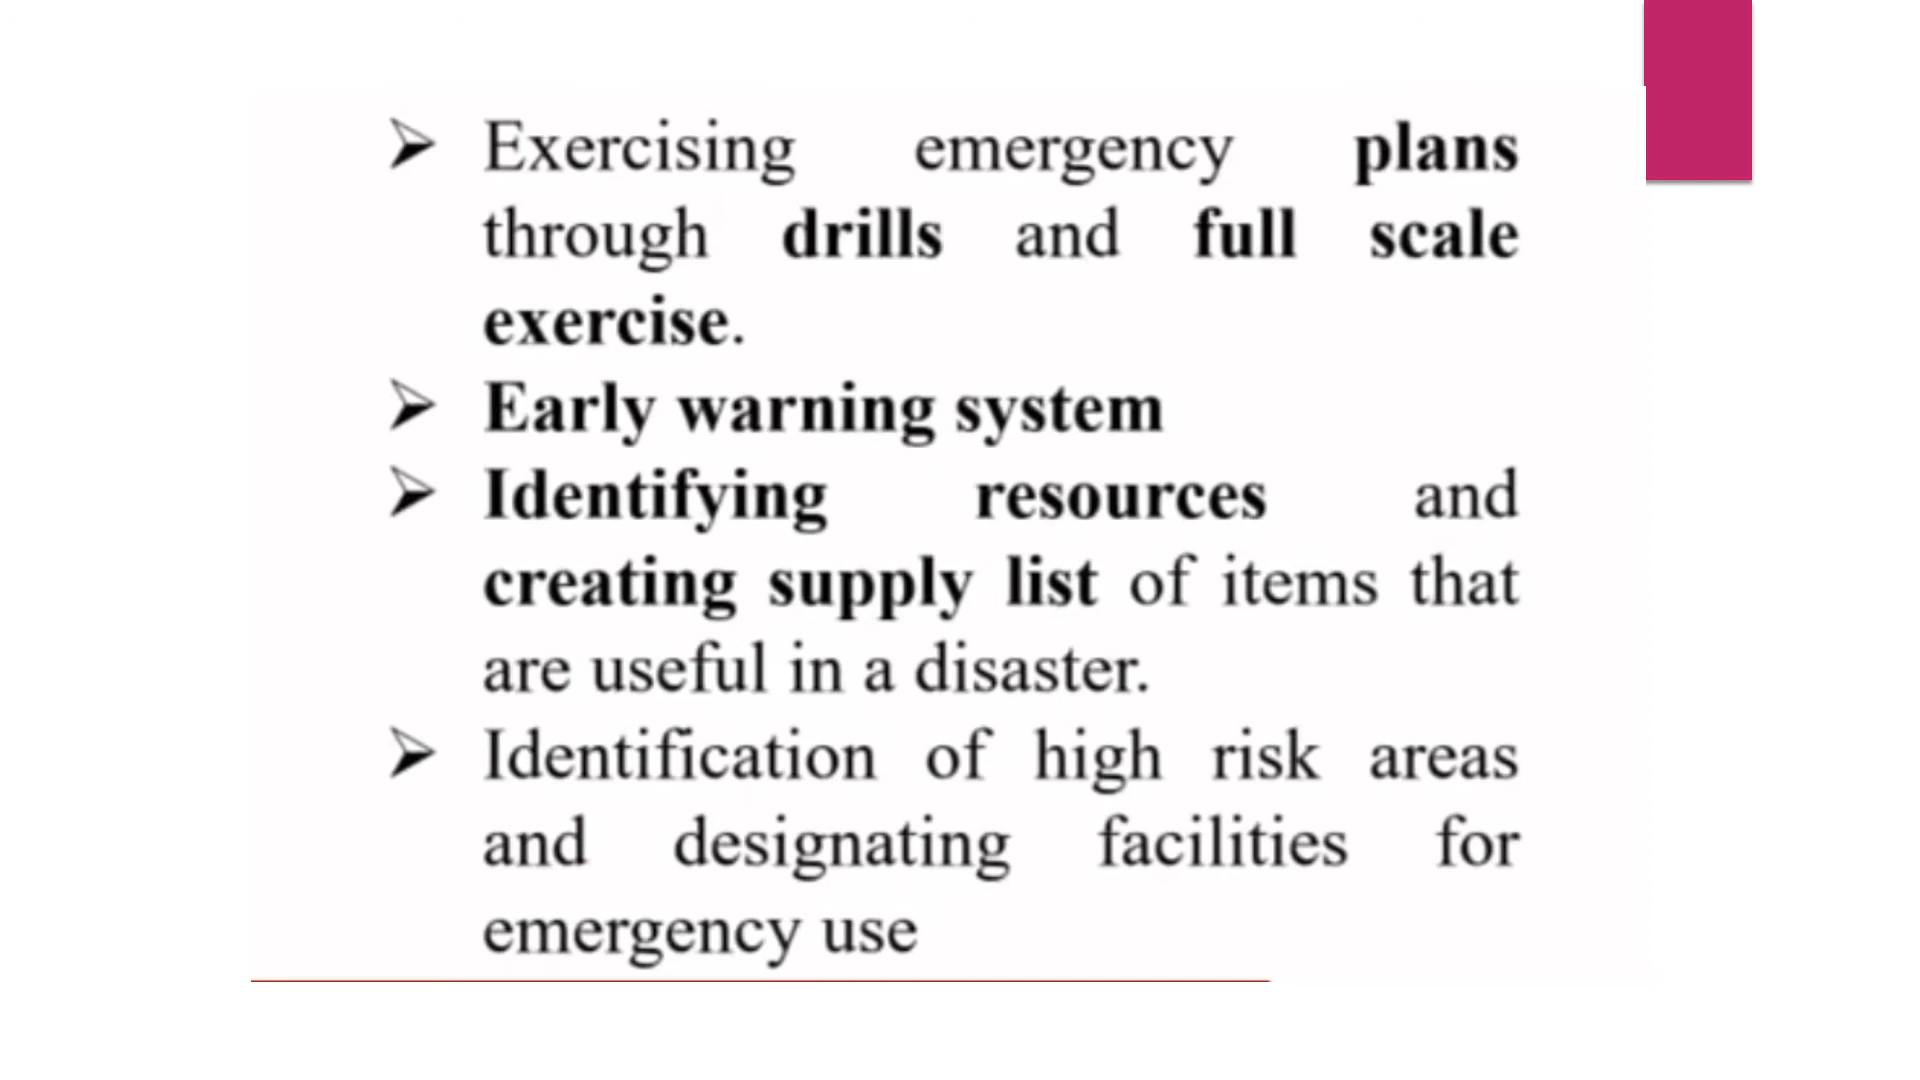 Exercising emergency plans
through drills and full scale
exercise.
Early warning system
Identifying resources and
creating supply list of items that
are useful in a disaster.
Identification of high risk areas
and designating facilities for
emergency use